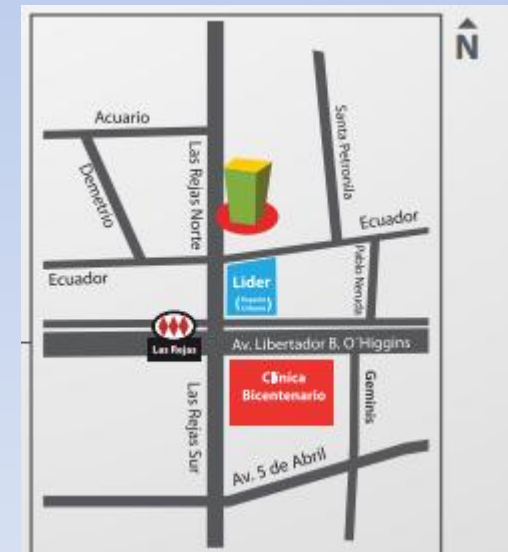 N
Acuario
Santa Petronila
Las Rejas Norte
Demetrio
Ecuador
Ecuador
Pablo Neruda
Lider
Las Rejas
Av. Libertador B. O´Higgins
Clínica
Bicentenario
Las Rejas Sur
Geminis
Av. 5 de Abril